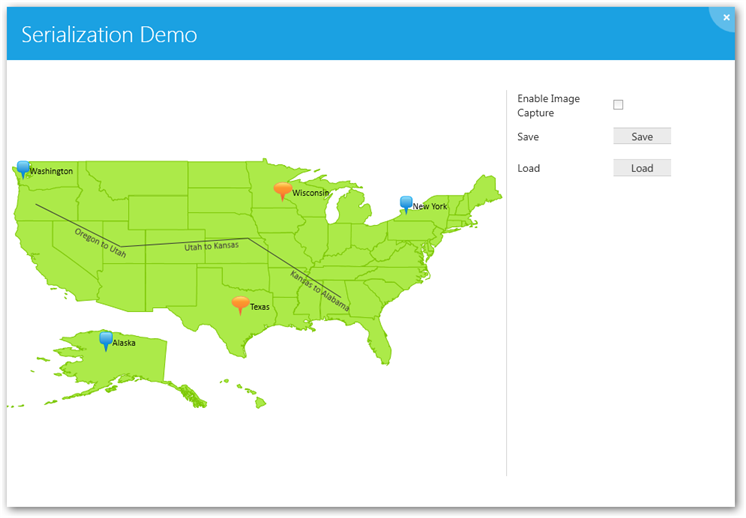 Serialization Demo
Enable Image
Capture
Save
Save
Load
Load
Washington
Wisconsin
New York
Oregon to Utah
Utah to Kansas
Kansas to Alabama
Texas
Alaska